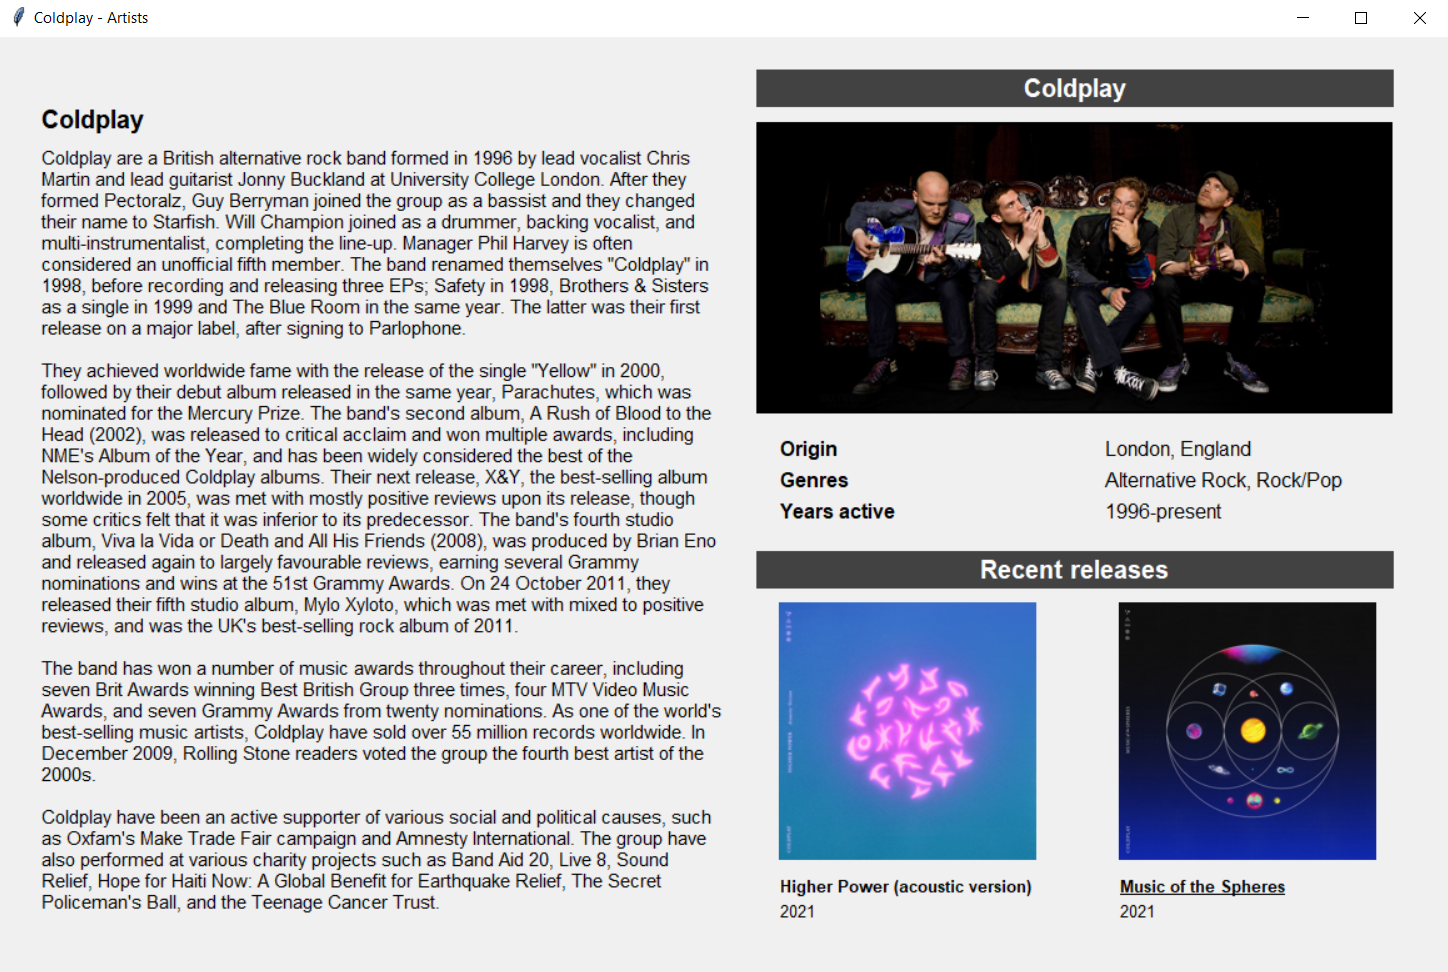 Coldplay - Artists
Coldplay
Coldplay are a British alternative rock band formed in 1996 by lead vocalist Chris
Martin and lead guitarist Jonny Buckland at University College London. After they
formed Pectoralz, Guy Berryman joined the group as a bassist and they changed
their name to Starfish. Will Champion joined as a drummer, backing vocalist, and
multi-instrumentalist, completing the line-up. Manager Phil Harvey is often
considered an unofficial fifth member. The band renamed themselves "Coldplay" in
1998, before recording and releasing three EPs; Safety in 1998, Brothers & Sisters
as a single in 1999 and The Blue Room in the same year. The latter was their first
release on a major label, after signing to Parlophone.
They achieved worldwide fame with the release of the single "Yellow" in 2000,
followed by their debut album released in the same year, Parachutes, which was
nominated for the Mercury Prize. The band's second album, A Rush of Blood to the
Head (2002), was released to critical acclaim and won multiple awards, including
NME's Album of the Year, and has been widely considered the best of the
Nelson-produced Coldplay albums. Their next release, X&Y, the best-selling album
worldwide in 2005, was met with mostly positive reviews upon its release, though
some critics felt that it was inferior to its predecessor. The band's fourth studio
album, Viva la Vida or Death and All His Friends (2008), was produced by Brian Eno
and released again to largely favourable reviews, earning several Grammy
nominations and wins at the 51st Grammy Awards. On 24 October 2011, they
released their fifth studio album, Mylo Xyloto, which was met with mixed to positive
reviews, and was the UK's best-selling rock album of 2011.
The band has won a number of music awards throughout their career, including
seven Brit Awards winning Best British Group three times, four MTV Video Music
Awards, and seven Grammy Awards from twenty nominations. As one of the world's
best-selling music artists, Coldplay have sold over 55 million records worldwide. In
December 2009, Rolling Stone readers voted the group the fourth best artist of the
2000s.
Coldplay have been an active supporter of various social and political causes, such
as Oxfam's Make Trade Fair campaign and Amnesty International. The group have
also performed at various charity projects such as Band Aid 20, Live 8, Sound
Relief, Hope for Haiti Now: A Global Benefit for Earthquake Relief, The Secret
Policeman's Ball, and the Teenage Cancer Trust.
Coldplay
Origin London, England
Genres Alternative Rock, Rock/Pop
Years active 1996-present
Recent releases
Higher Power (acoustic version)
2021
Music of the Spheres
2021